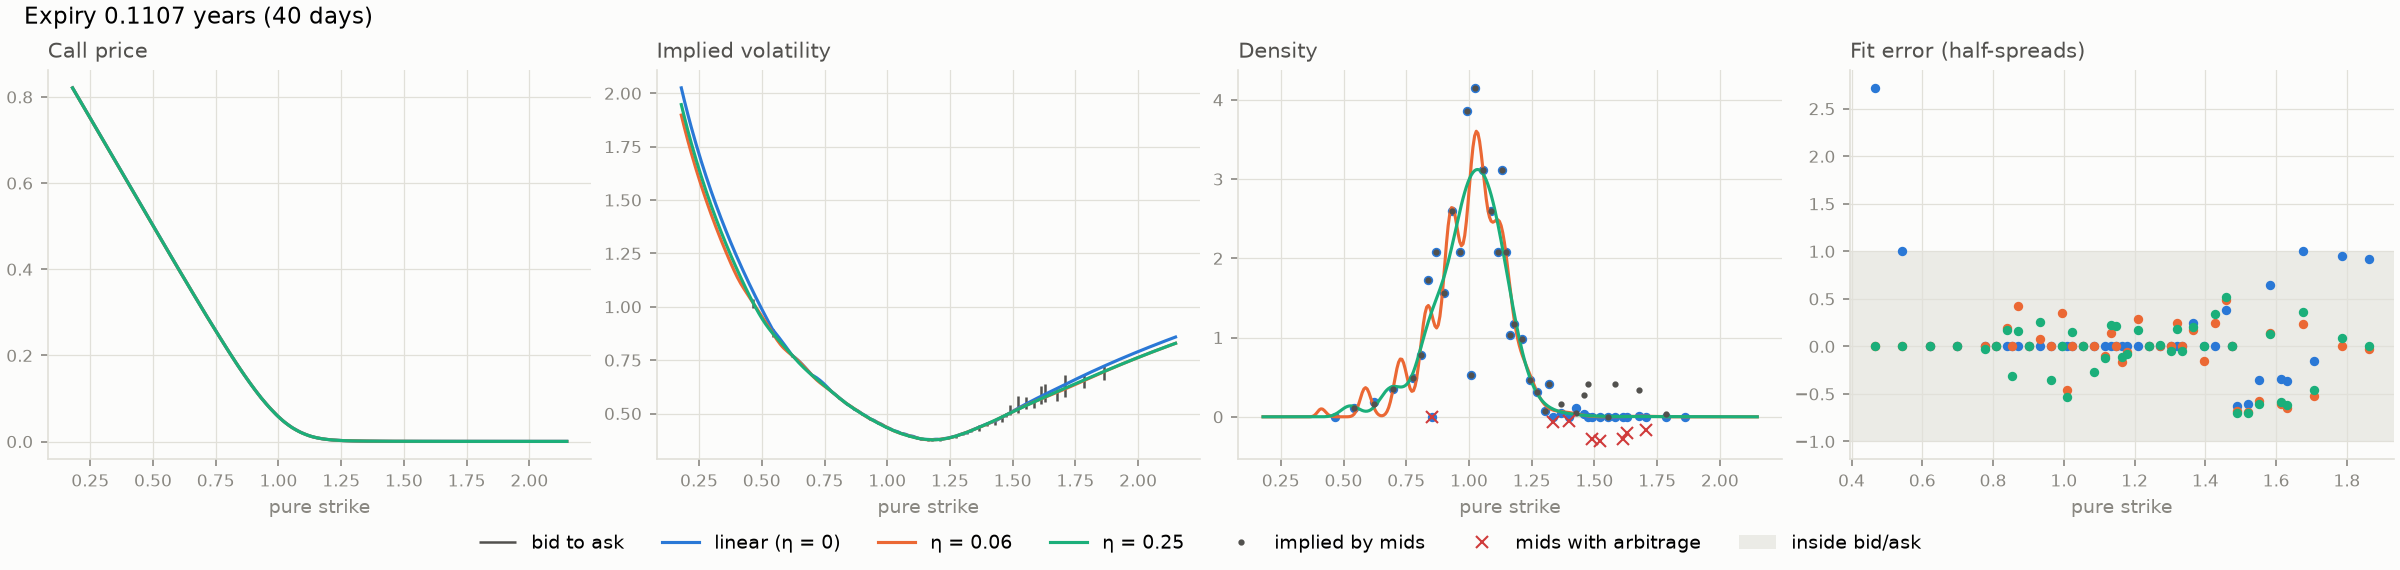 Expiry 0.1107 years (40 days)
Call price
0.8
0.6
0.4
0.2
0.0
0.25 0.50 0.75 1.00 1.25 1.50 1.75 2.00
pure strike
Implied volatility
2.00
1.75
1.50
1.25
1.00
0.75
0.50
0.25 0.50 0.75 1.00 1.25 1.50 1.75 2.00
pure strike
Density
4
3
2
1
0
0.25 0.50 0.75 1.00 1.25 1.50 1.75 2.00
pure strike
Fit error (half-spreads)
2.5
2.0
1.5
1.0
0.5
0.0
−0.5
−1.0
0.4 0.6 0.8 1.0 1.2 1.4 1.6 1.8
pure strike
bid to ask linear (η = 0) η = 0.06 η = 0.25 implied by mids mids with arbitrage inside bid/ask